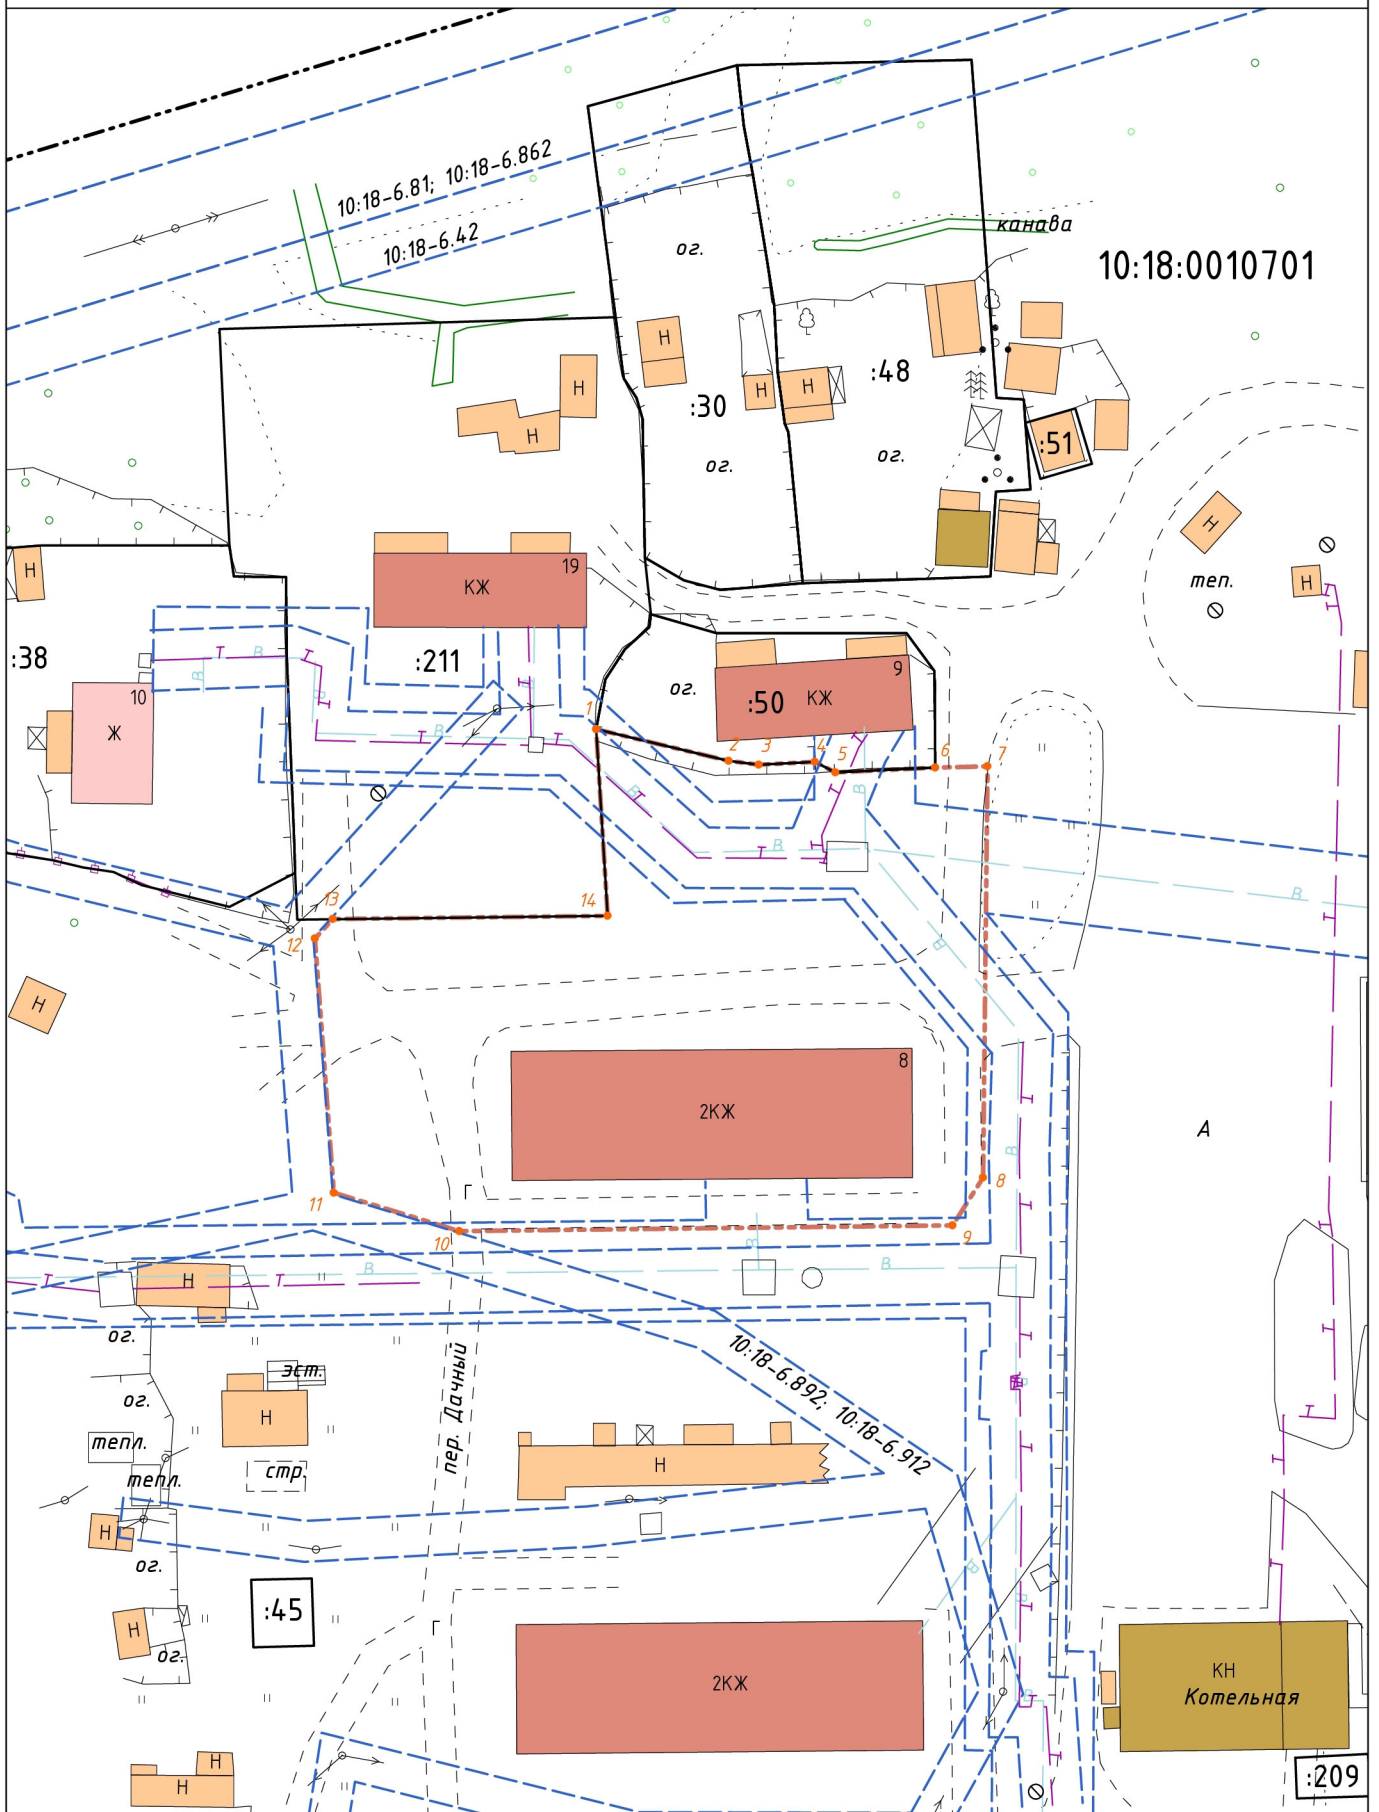 10:18-6.81; 10:18-6.862
10:18-6.42
канава
10:18:0010701
ог.
Н
Н
Н
Н
Н
:30
:48
:51
ог.
ог.
Н
теп.
Н
Н
19
КЖ
:38
:211
10
Ж
ог.
9
:50
КЖ
В
В
Т
Т
Т
В
В
1
2
3
4
5
6
7
В
Т
Т
В
Т
Т
В
Т
В
Т
В
Т
13
14
12
В
Н
8
2КЖ
А
В
Т
Т
Г
8
11
10
9
В
Н
Т
Т
В
В
Т
ог.
Т
Т
10:18-6.892; 10:18-6.912
эст.
ог.
Н
пер. Дачный
тепл.
тепл.
стр.
Н
Т
Т
Н
ог.
В
Т
В
Т
:45
Н
ог.
Г
2КЖ
КН
Котельная
В
Т
Т
Н
Н
:209